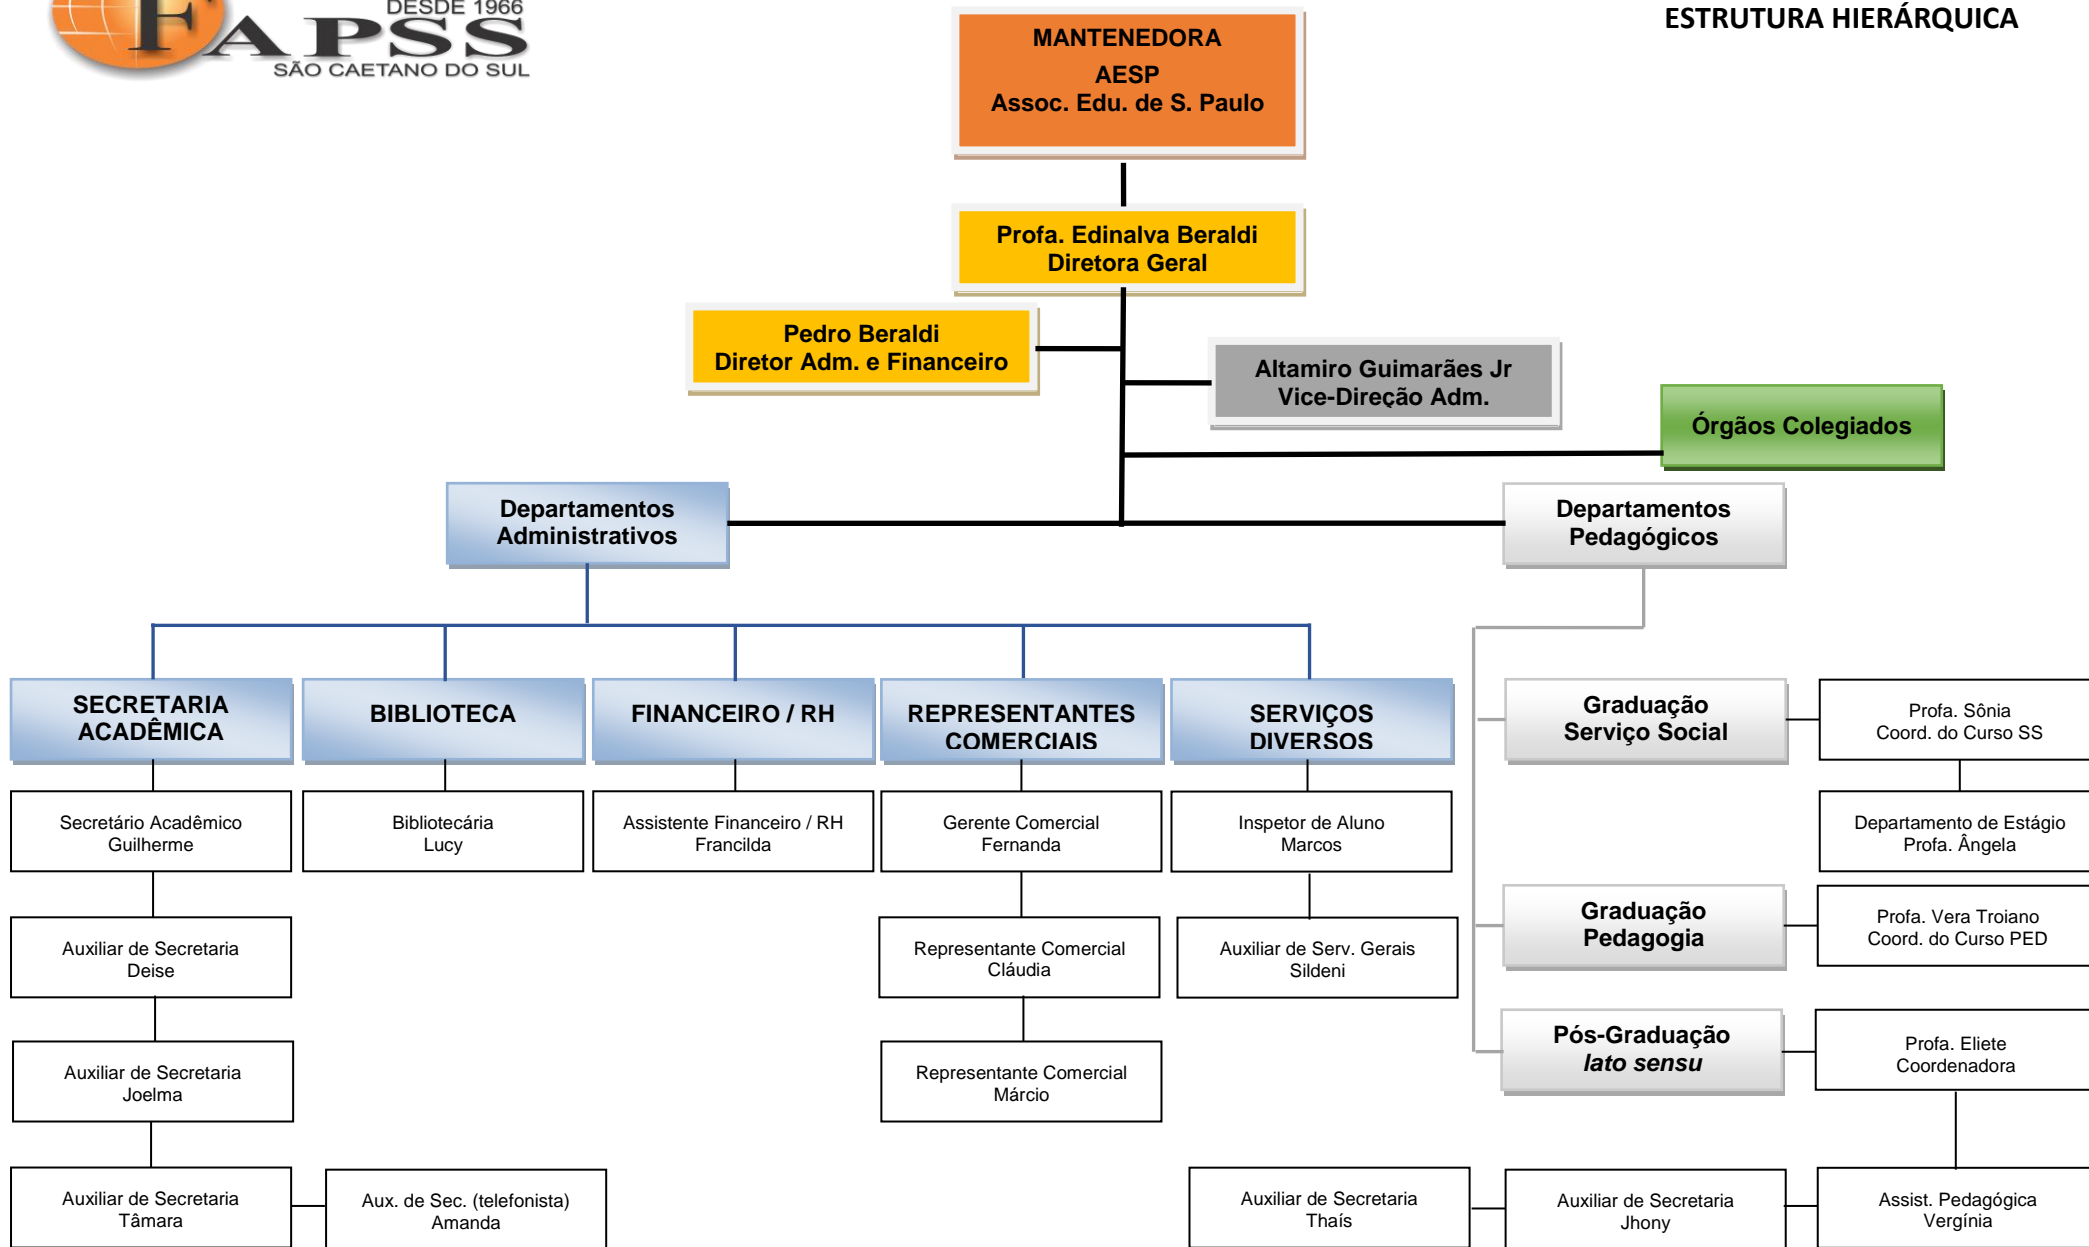 DESDE 1966
FAPSS
SÃO CAETANO DO SUL
ESTRUTURA HIERÁRQUICA
MANTENEDORA
AESP
Assoc. Edu. de S. Paulo
Profa. Edinalva Beraldi
Diretora Geral
Pedro Beraldi
Diretor Adm. e Financeiro
Altamiro Guimarães Jr
Vice-Direção Adm.
Órgãos Colegiados
Departamentos
Administrativos
Departamentos
Pedagógicos
SECRETARIA
ACADÊMICA
BIBLIOTECA
FINANCEIRO / RH
REPRESENTANTES
COMERCIAIS
SERVIÇOS
DIVERSOS
Graduação
Serviço Social
Profa. Sônia
Coord. do Curso SS
Secretário Acadêmico
Guilherme
Bibliotecária
Lucy
Assistente Financeiro / RH
Francilda
Gerente Comercial
Fernanda
Inspetor de Aluno
Marcos
Departamento de Estágio
Profa. Ângela
Auxiliar de Secretaria
Deise
Representante Comercial
Cláudia
Auxiliar de Serv. Gerais
Sildeni
Graduação
Pedagogia
Profa. Vera Troiano
Coord. do Curso PED
Auxiliar de Secretaria
Joelma
Representante Comercial
Márcio
Pós-Graduação
lato sensu
Profa. Eliete
Coordenadora
Auxiliar de Secretaria
Tâmara
Aux. de Sec. (telefonista)
Amanda
Auxiliar de Secretaria
Thaís
Auxiliar de Secretaria
Jhony
Assist. Pedagógica
Vergínia